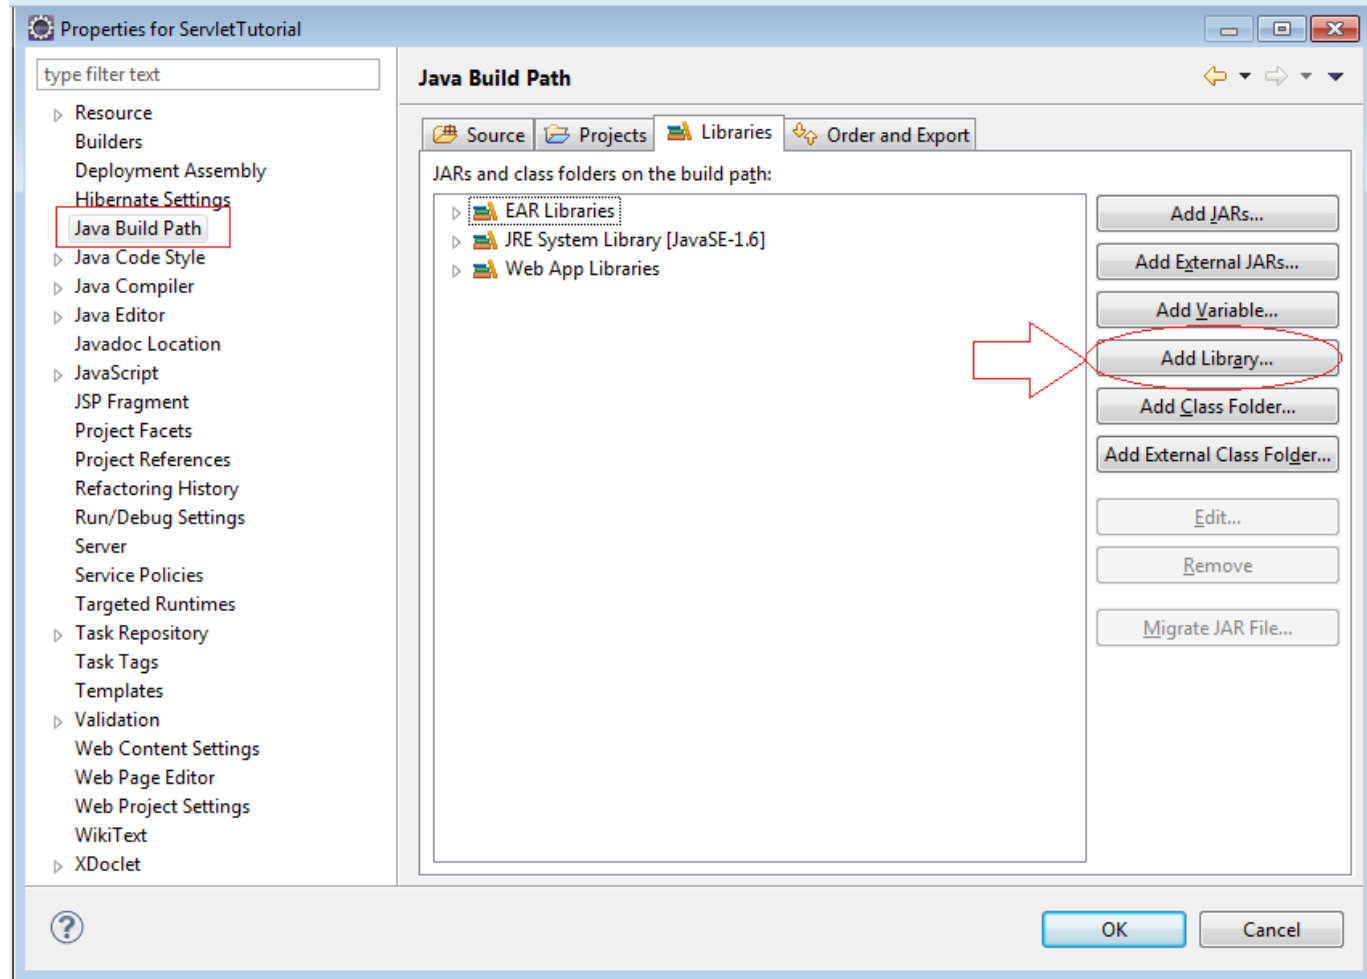 Properties for ServletTutorial
type filter text
Resource
Builders
Deployment Assembly
Hibernate Settings
Java Build Path
Java Code Style
Java Compiler
Java Editor
Javadoc Location
JavaScript
JSP Fragment
Project Facets
Project References
Refactoring History
Run/Debug Settings
Server
Service Policies
Targeted Runtimes
Task Repository
Task Tags
Templates
Validation
Web Content Settings
Web Page Editor
Web Project Settings
WikiText
XDoclet
Java Build Path
Source Projects Libraries Order and Export
JARs and class folders on the build path:
EAR Libraries
JRE System Library [JavaSE-1.6]
Web App Libraries
Add JARs...
Add External JARs...
Add Variable...
Add Library...
Add Class Folder...
Add External Class Folder...
Edit...
Remove
Migrate JAR File...
?
OK Cancel